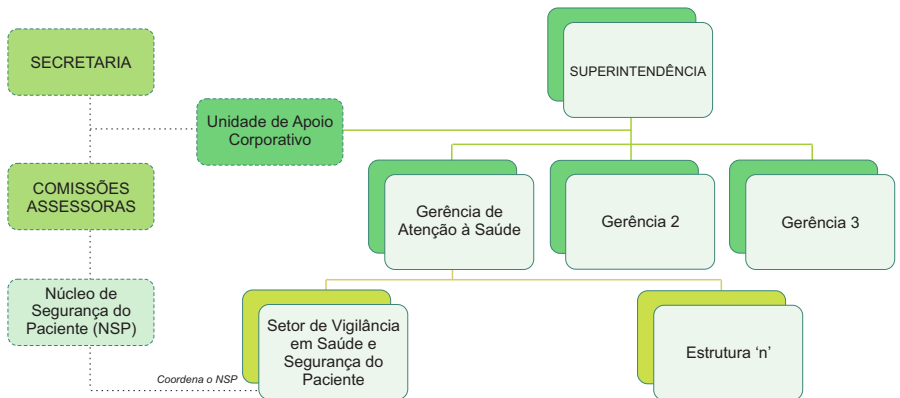 SECRETARIA
SUPERINTENDÊNCIA
Unidade de Apoio
Corporativo
COMISSÕES
ASSESSORAS
Gerência de
Atenção à Saúde
Gerência 2
Gerência 3
Núcleo de
Segurança do
Paciente (NSP)
Setor de Vigilância
em Saúde e
Segurança do
Paciente
Estrutura ‘n’
Coordena o NSP